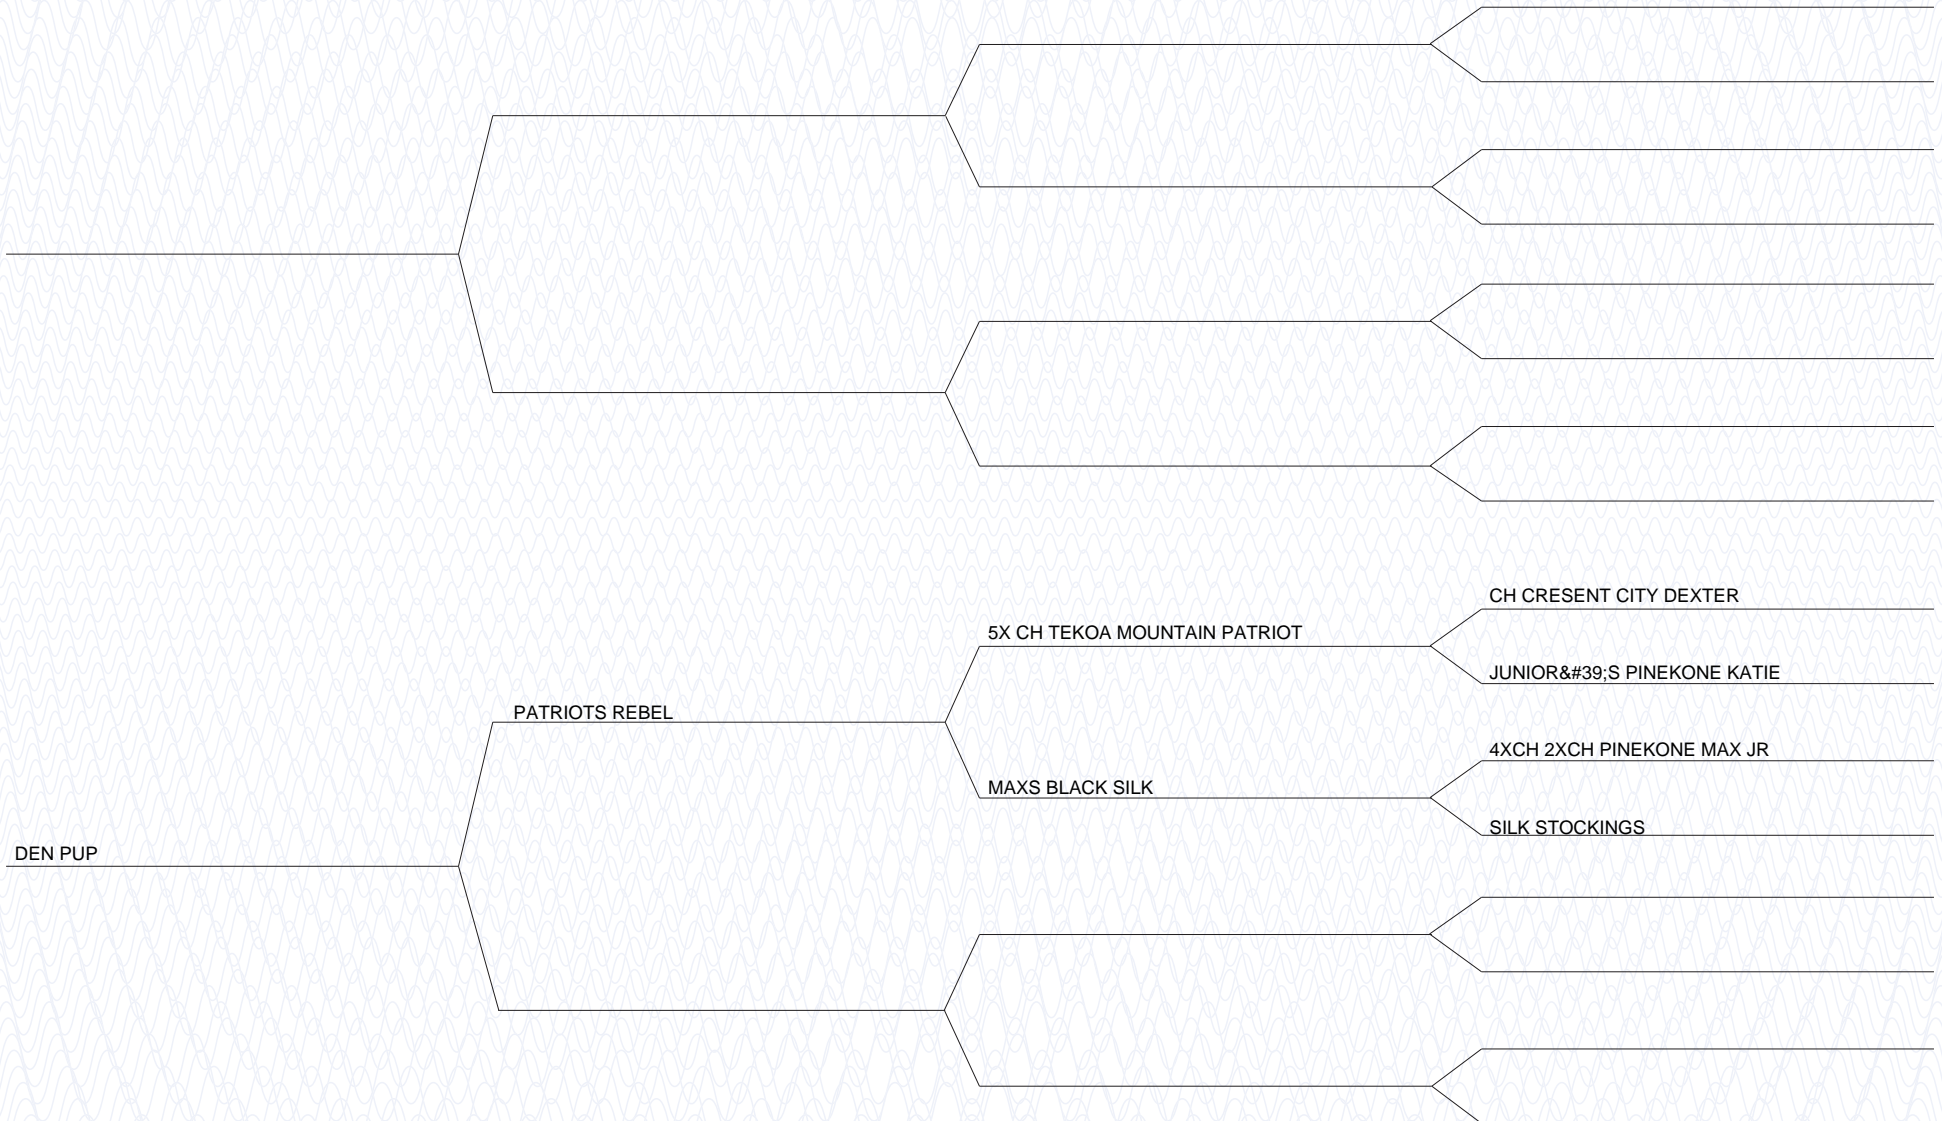 CH CRESENT CITY DEXTER
5X CH TEKOA MOUNTAIN PATRIOT
JUNIOR&#39;S PINEKONE KATIE
PATRIOTS REBEL
4XCH 2XCH PINEKONE MAX JR
MAXS BLACK SILK
SILK STOCKINGS
DEN PUP